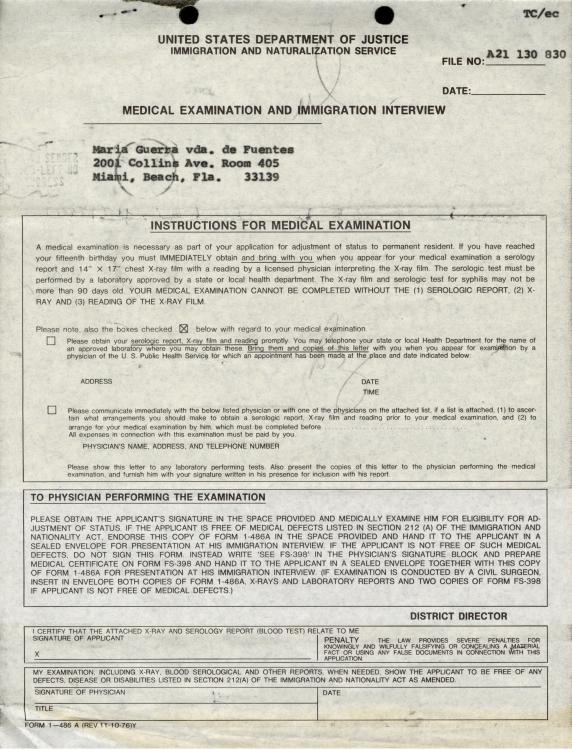 TC/ec
UNITED STATES DEPARTMENT OF JUSTICE
IMMIGRATION AND NATURALIZATION SERVICE
FILE NO: A21 130 830
DATE:
MEDICAL EXAMINATION AND IMMIGRATION INTERVIEW
Maria Guerra vda. de Fuentes
2001 Collins Ave. Room 405
Miami, Beach, Fla. 33139
INSTRUCTIONS FOR MEDICAL EXAMINATION
A medical examination is necessary as part of your application for adjustment of status to permanent resident. If you have reached
your fifteenth birthday you must IMMEDIATELY obtain and bring with you when you appear for your medical examination a serology
report and 14" X 17" chest X-ray film with a reading by a licensed physician interpreting the X-ray film. The serologic test must be
performed by a laboratory approved by a state or local health department. The X-ray film and serologic test for syphilis may not be
more than 90 days old. YOUR MEDICAL EXAMINATION CANNOT BE COMPLETED WITHOUT THE (1) SEROLOGIC REPORT, (2) X-
RAY AND (3) READING OF THE X-RAY FILM.
Please note, also the boxes checked ☒ below with regard to your medical examination
Please obtain your serologic report, X-ray film and reading promptly. You may telephone your state or local Health Department for the name of
an approved laboratory where you may obtain these. Bring them and copies of this letter with you when you appear for examination by a
physician of the U. S. Public Health Service for which an appointment has been made at the place and date indicated below:
ADDRESS DATE
TIME
Please communicate immediately with the below listed physician or with one of the physicians on the attached list, if a list is attached, (1) to ascer-
tain what arrangements you should make to obtain a serologic report, X-ray film and reading prior to your medical examination, and (2) to
arrange for your medical examination by him, which must be completed before
All expenses in connection with this examination must be paid by you.
PHYSICIAN'S NAME, ADDRESS, AND TELEPHONE NUMBER
Please show this letter to any laboratory performing tests. Also present the copies of this letter to the physician performing the medical
examination, and furnish him with your signature written in his presence for inclusion with his report.
TO PHYSICIAN PERFORMING THE EXAMINATION
PLEASE OBTAIN THE APPLICANT'S SIGNATURE IN THE SPACE PROVIDED AND MEDICALLY EXAMINE HIM FOR ELIGIBILITY FOR AD-
JUSTMENT OF STATUS. IF THE APPLICANT IS FREE OF MEDICAL DEFECTS LISTED IN SECTION 212 (A) OF THE IMMIGRATION AND
NATIONALITY ACT, ENDORSE THIS COPY OF FORM 1-486A IN THE SPACE PROVIDED AND HAND IT TO THE APPLICANT IN A
SEALED ENVELOPE FOR PRESENTATION AT HIS IMMIGRATION INTERVIEW. IF THE APPLICANT IS NOT FREE OF SUCH MEDICAL
DEFECTS, DO NOT SIGN THIS FORM. INSTEAD WRITE 'SEE FS-398' IN THE PHYSICIAN'S SIGNATURE BLOCK AND PREPARE
MEDICAL CERTIFICATE ON FORM FS-398 AND HAND IT TO THE APPLICANT IN A SEALED ENVELOPE TOGETHER WITH THIS COPY
OF FORM 1-486A FOR PRESENTATION AT HIS IMMIGRATION INTERVIEW. (IF EXAMINATION IS CONDUCTED BY A CIVIL SURGEON,
INSERT IN ENVELOPE BOTH COPIES OF FORM 1-486A, X-RAYS AND LABORATORY REPORTS AND TWO COPIES OF FORM FS-398
IF APPLICANT IS NOT FREE OF MEDICAL DEFECTS.)
DISTRICT DIRECTOR
I CERTIFY THAT THE ATTACHED X-RAY AND SEROLOGY REPORT (BLOOD TEST) RELATE TO ME
SIGNATURE OF APPLICANT
X
PENALTY THE LAW PROVIDES SEVERE PENALTIES FOR
KNOWINGLY AND WILFULLY FALSIFYING OR CONCEALING A MATERIAL
FACT OR USING ANY FALSE DOCUMENTS IN CONNECTION WITH THIS
APPLICATION
MY EXAMINATION, INCLUDING X-RAY, BLOOD SEROLOGICAL AND OTHER REPORTS, WHEN NEEDED, SHOW THE APPLICANT TO BE FREE OF ANY
DEFECTS, DISEASE OR DISABILITIES LISTED IN SECTION 212(A) OF THE IMMIGRATION AND NATIONALITY ACT AS AMENDED.
SIGNATURE OF PHYSICIAN DATE
TITLE
FORM 1—486 A (REV 11-10-76)Y